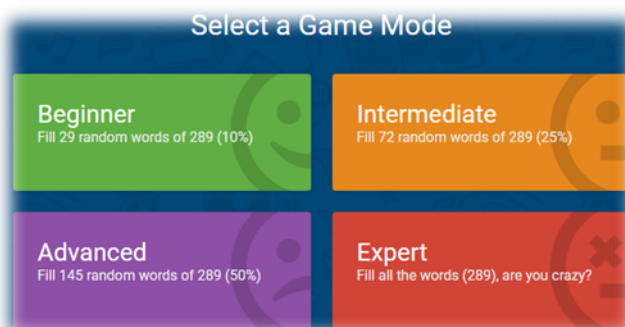 Select a Game Mode
Beginner
Fill 29 random words of 289 (10%)
Intermediate
Fill 72 random words of 289 (25%)
Advanced
Fill 145 random words of 289 (50%)
Expert
Fill all the words (289), are you crazy?